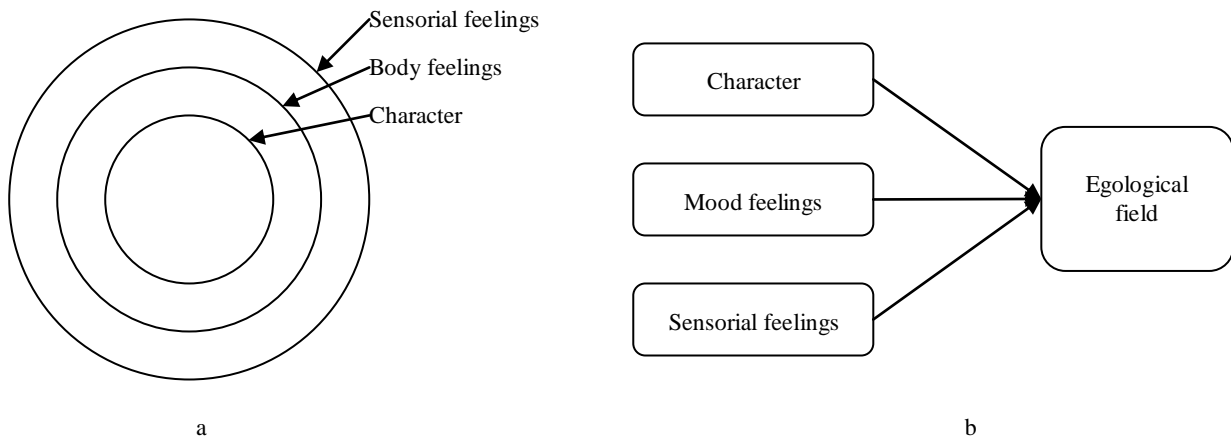 Sensorial feelings
Body feelings
Character
a
Character
Mood feelings
Sensorial feelings
Egological
field
b